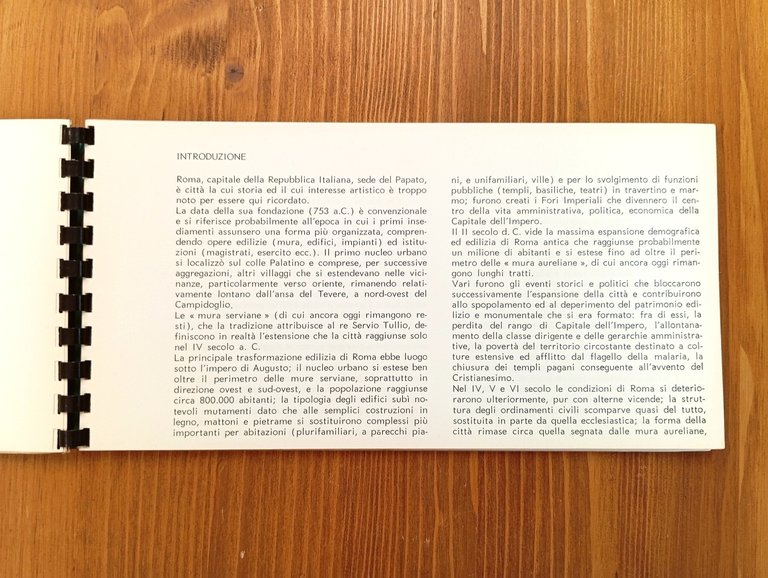 INTRODUZIONE
Roma, capitale della Repubblica Italiana, sede del Papato,
è città la cui storia ed il cui interesse artistico è troppo
noto per essere qui ricordato.
La data della sua fondazione (753 a.C.) è convenzionale
e si riferisce probabilmente all'epoca in cui i primi inse-
diamenti assunsero una forma più organizzata, compren-
dendo opere edilizie (mura, edifici, impianti) ed istitu-
zioni (magistrati, esercito ecc.). Il primo nucleo urbano
si localizzò sul colle Palatino e comprese, per successive
aggregazioni, altri villaggi che si estendevano nelle vici-
nanze, particolarmente verso oriente, rimanendo relati-
vamente lontano dall'ansa del Tevere, a nord-ovest del
Campidoglio.
Le « mura serviane » (di cui ancora oggi rimangono re-
sti), che la tradizione attribuisce al re Servio Tullio, de-
finiscono in realtà l'estensione che la città raggiunse solo
nel IV secolo a. C.
La principale trasformazione edilizia di Roma ebbe luogo
sotto l'impero di Augusto; il nucleo urbano si estese ben
oltre il perimetro delle mure serviane, soprattutto in
direzione ovest e sud-ovest, e la popolazione raggiunse
circa 800.000 abitanti; la tipologia degli edifici subì no-
tevoli mutamenti dato che alle semplici costruzioni in
legno, mattoni e pietrame si sostituirono complessi più
importanti per abitazioni (plurifamiliari, a parecchi pia-
ni, e unifamiliari, ville) e per lo svolgimento di funzioni
pubbliche (templi, basiliche, teatri) in travertino e mar-
mo; furono creati i Fori Imperiali che divennero il cen-
tro della vita amministrativa, politica, economica della
Capitale dell'Impero.
Il II secolo d. C. vide la massima espansione demografica
ed edilizia di Roma antica che raggiunse probabilmente
un milione di abitanti e si estese fino ad oltre il peri-
metro delle « mura aureliane », di cui ancora oggi riman-
gono lunghi tratti.
Vari furono gli eventi storici e politici che bloccarono
successivamente l'espansione della città e contribuirono
allo spopolamento ed al deperimento del patrimonio edi-
lizio e monumentale che si era formato: fra di essi, la
perdita del rango di Capitale dell'Impero, l'allontana-
mento della classe dirigente e delle gerarchie amministra-
tive, la povertà del territorio circostante destinato a col-
ture estensive ed afflitto dal flagello della malaria, la
chiusura dei templi pagani conseguente all'avvento del
Cristianesimo.
Nel IV, V e VI secolo le condizioni di Roma si deterio-
rarono ulteriormente, pur con alterne vicende; la strut-
tura degli ordinamenti civili scomparve quasi del tutto,
sostituita in parte da quella ecclesiastica; la forma della
città rimase circa quella segnata dalle mura aureliane,